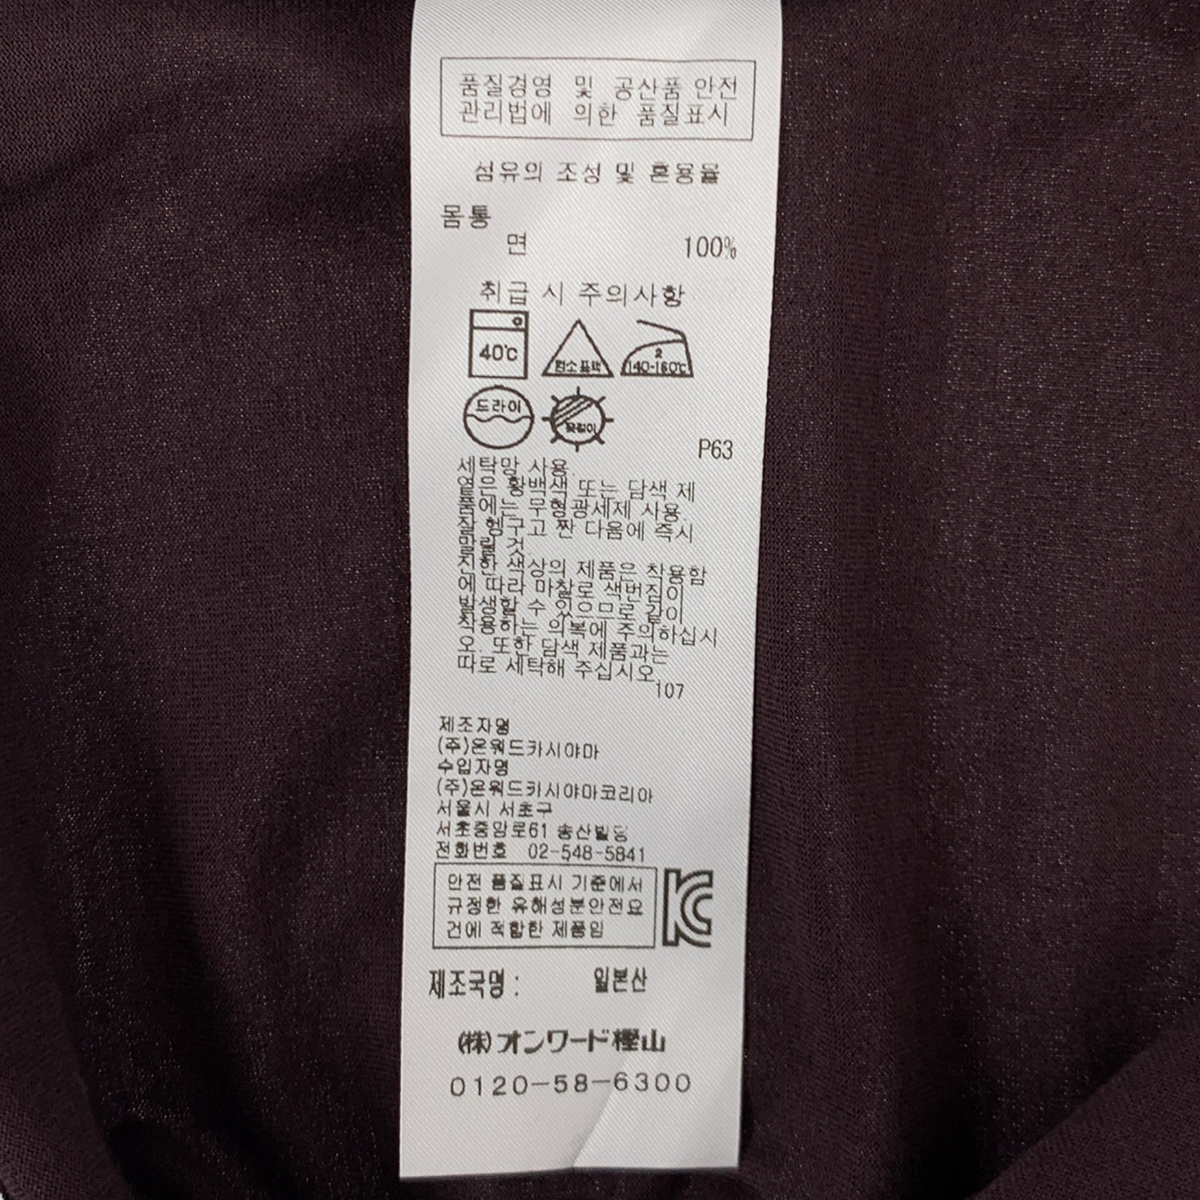 품질경영 및 공산품 안전
관리법에 의한 품질표시
섬유의 조성 및 혼용율
몸통
면 100%
취급 시 주의사항
40℃
염소표백
2
140-160℃
드라이
옷걸이
P63
세탁망 사용.
옅은 황백색 또는 담색 제
품에는 무형광세제 사용.
잘 헹구고 짠 다음에 즉시
말릴 것.
진한 색상의 제품은 착용함
에 따라 마찰로 색번짐이
발생할 수 있으므로 같이
착용하는 의복에 주의하십시
오. 또한 담색 제품과는
따로 세탁해 주십시오.
107
제조자명
(주)온워드카시야마
수입자명
(주)온워드카시야마코리아
서울시 서초구
서초중앙로61 송산빌딩
전화번호 02-548-5841
안전 품질표시 기준에서
규정한 유해성분안전요
건에 적합한 제품임
KC
제조국명 : 일본산
(株)オンワード樫山
0120-58-6300